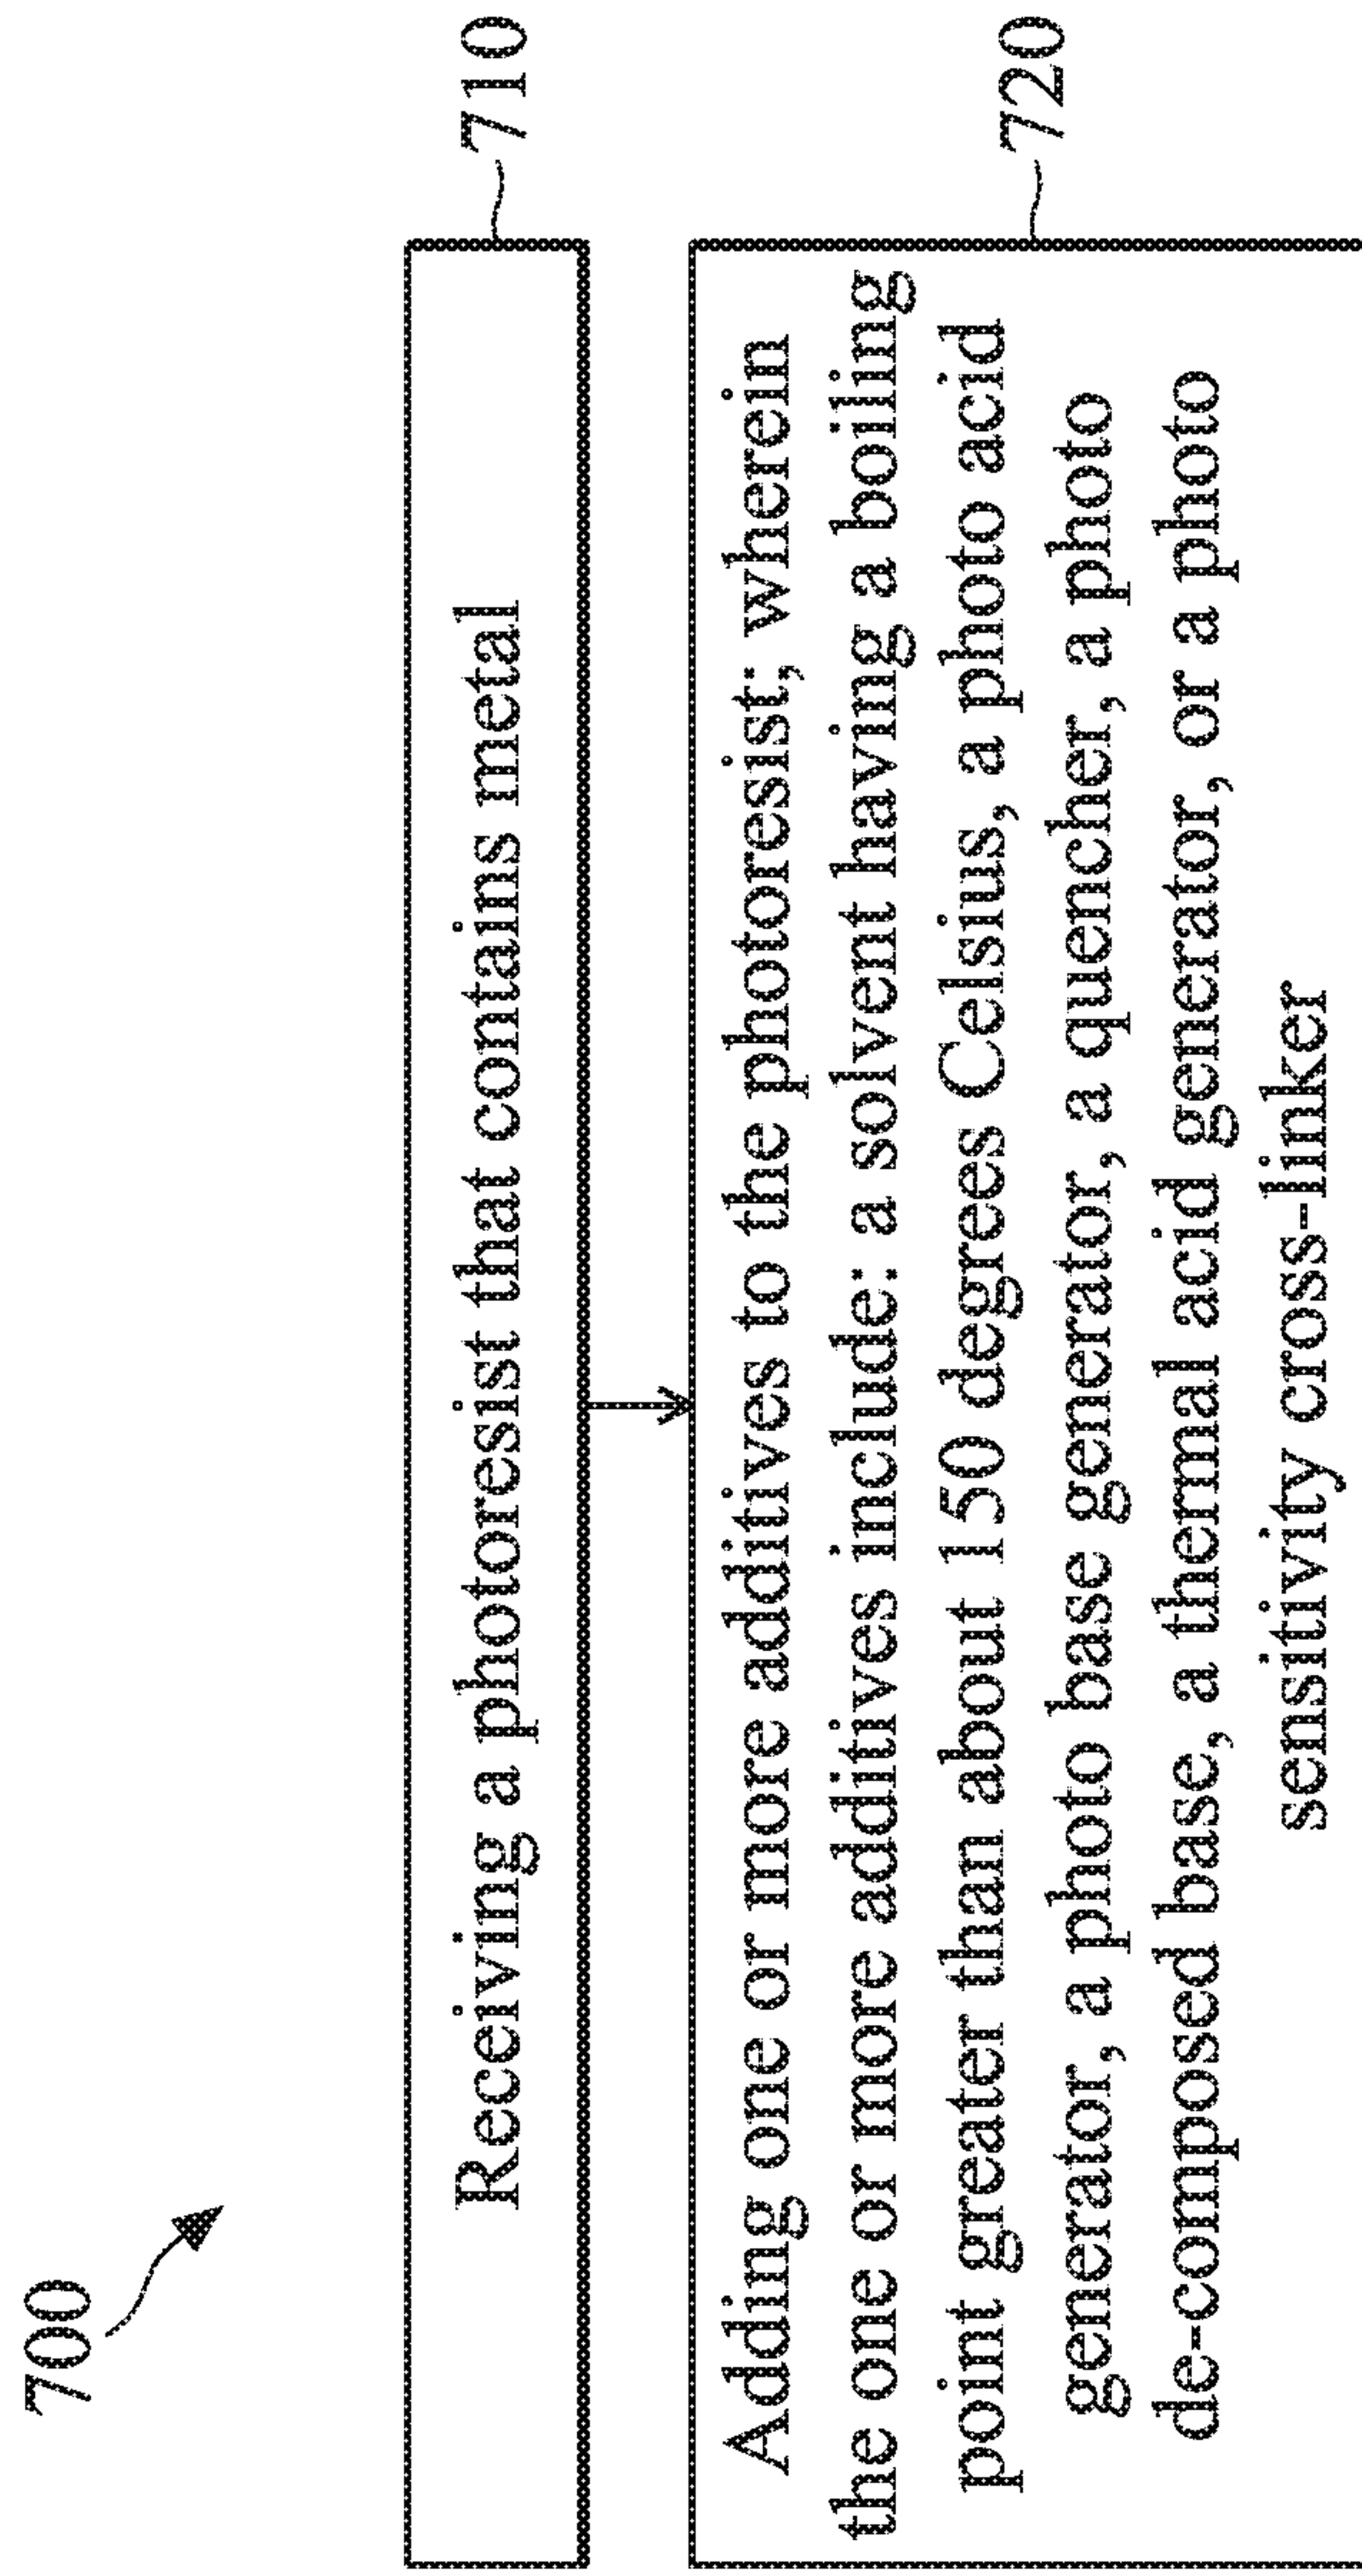 700
Receiving a photoresist that contains metal
710
Adding one or more additives to the photoresist; wherein
the one or more additives include: a solvent having a boiling
point greater than about 150 degrees Celsius, a photo acid
generator, a photo base generator, a quencher, a photo
de-composed base, a thermal acid generator, or a photo
sensitivity cross-linker
720